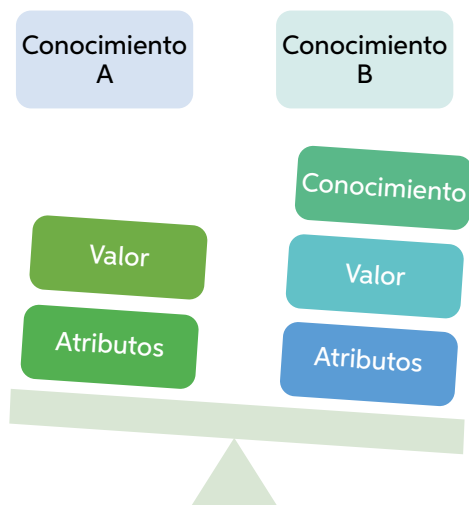 Conocimiento
A
Conocimiento
B
Conocimiento
Valor
Valor
Atributos
Atributos